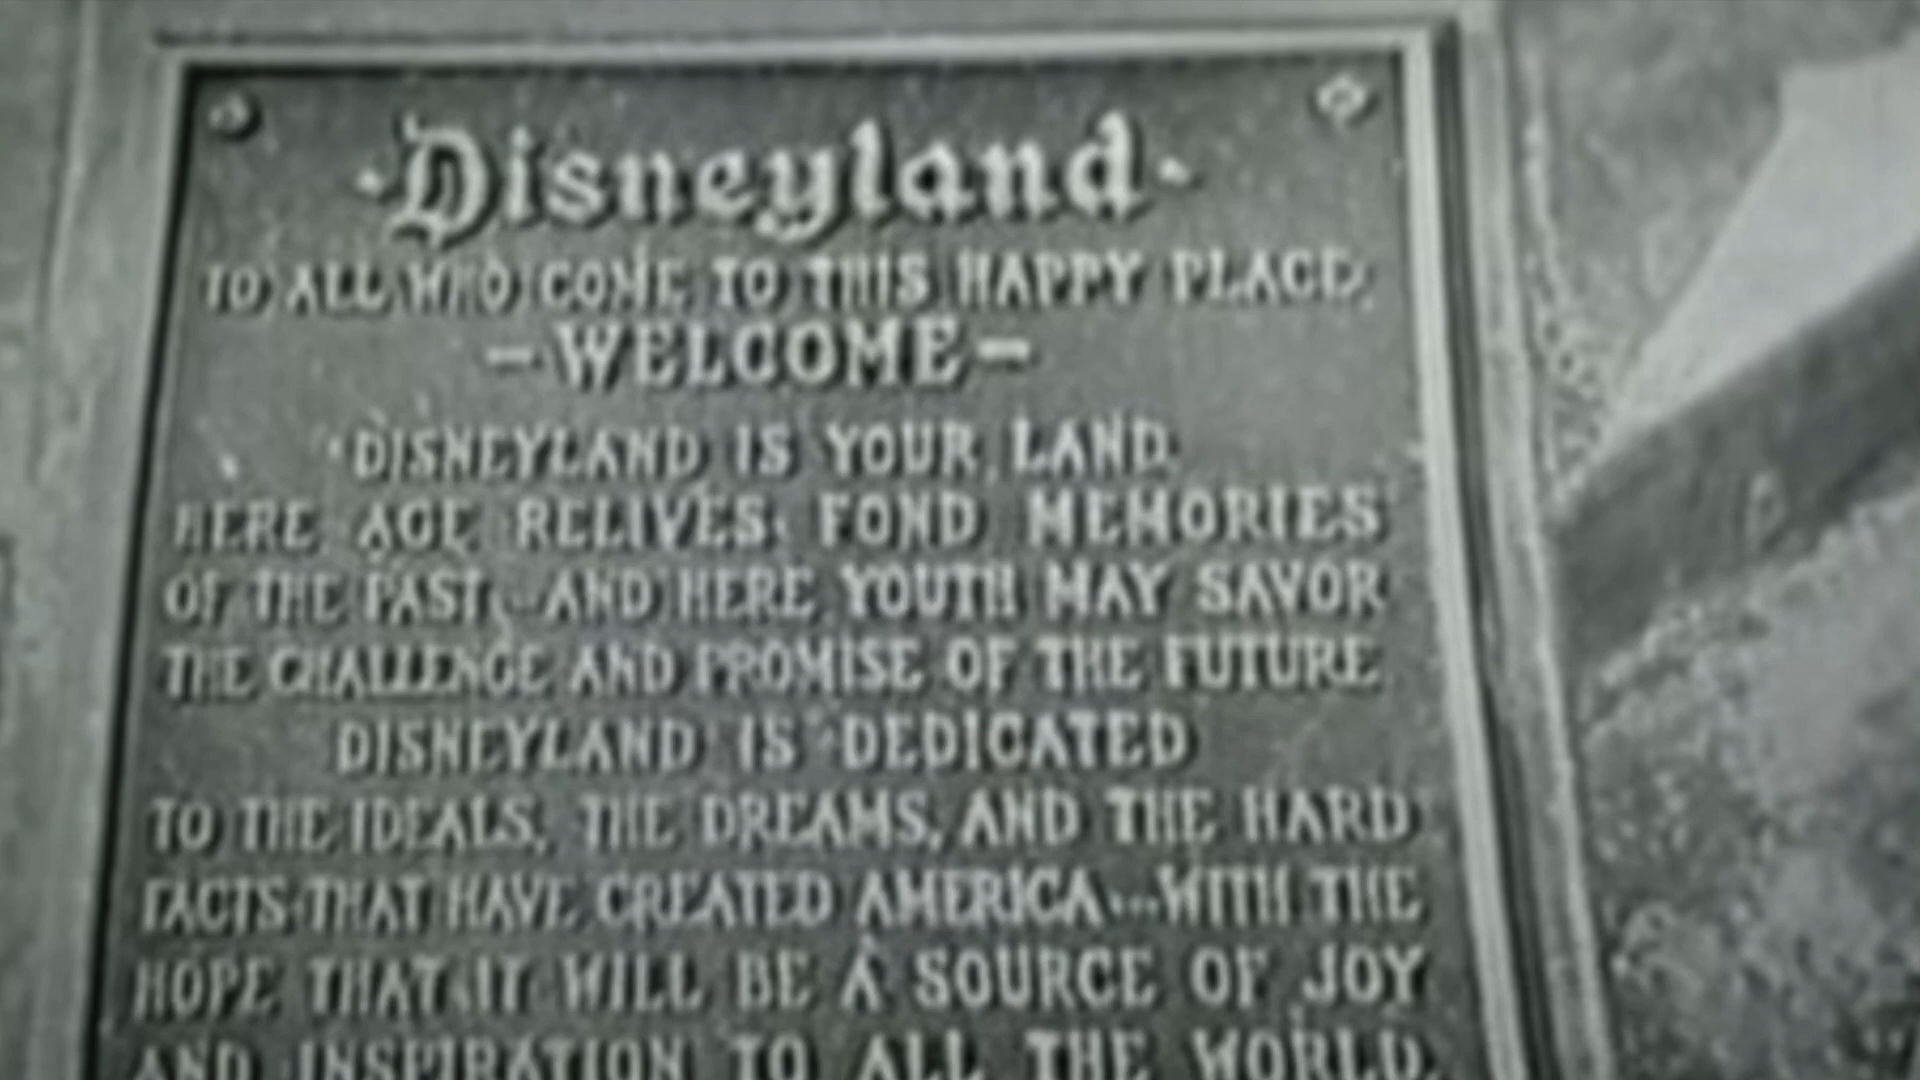 ·Disneyland·
TO ALL WHO COME TO THIS HAPPY PLACE,
-WELCOME-
DISNEYLAND IS YOUR LAND.
HERE AGE RELIVES FOND MEMORIES
OF THE PAST, AND HERE YOUTH MAY SAVOR
THE CHALLENGE AND PROMISE OF THE FUTURE
DISNEYLAND IS DEDICATED
TO THE IDEALS, THE DREAMS, AND THE HARD
FACTS THAT HAVE CREATED AMERICA...WITH THE
HOPE THAT IT WILL BE A SOURCE OF JOY
AND INSPIRATION TO ALL THE WORLD.